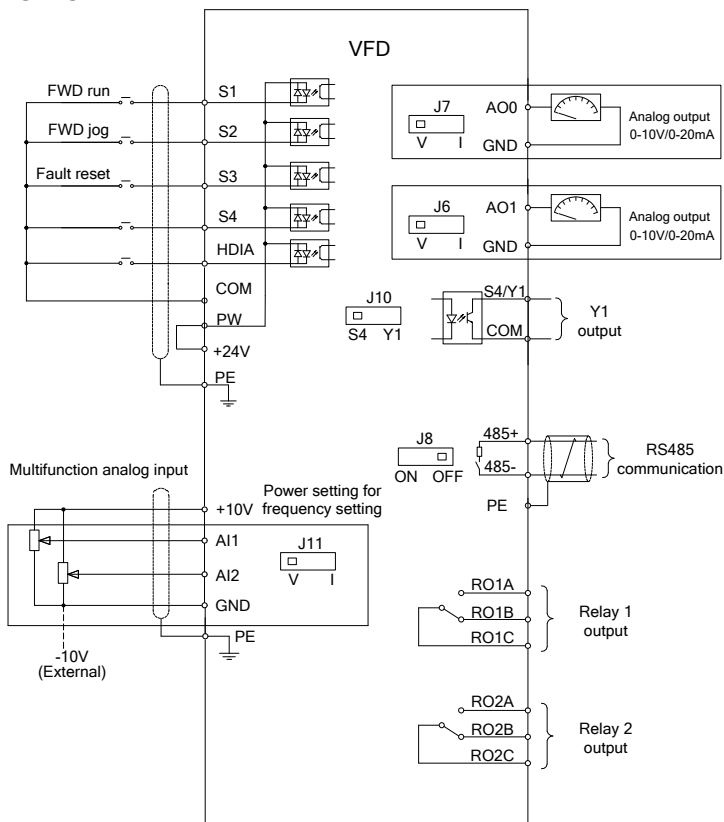 VFD
FWD run
S1
FWD jog
S2
Fault reset
S3
S4
HDIA
COM
PW
+24V
PE
J7
V I
AO0
GND
Analog output
0-10V/0-20mA
J6
V I
AO1
GND
Analog output
0-10V/0-20mA
J10
S4 Y1
S4/Y1
COM
Y1
output
J8
ON OFF
485+
485-
PE
RS485
communication
Multifunction analog input
+10V
Power setting for
frequency setting
AI1
AI2
GND
J11
V I
PE
-10V
(External)
RO1A
RO1B
RO1C
Relay 1
output
RO2A
RO2B
RO2C
Relay 2
output